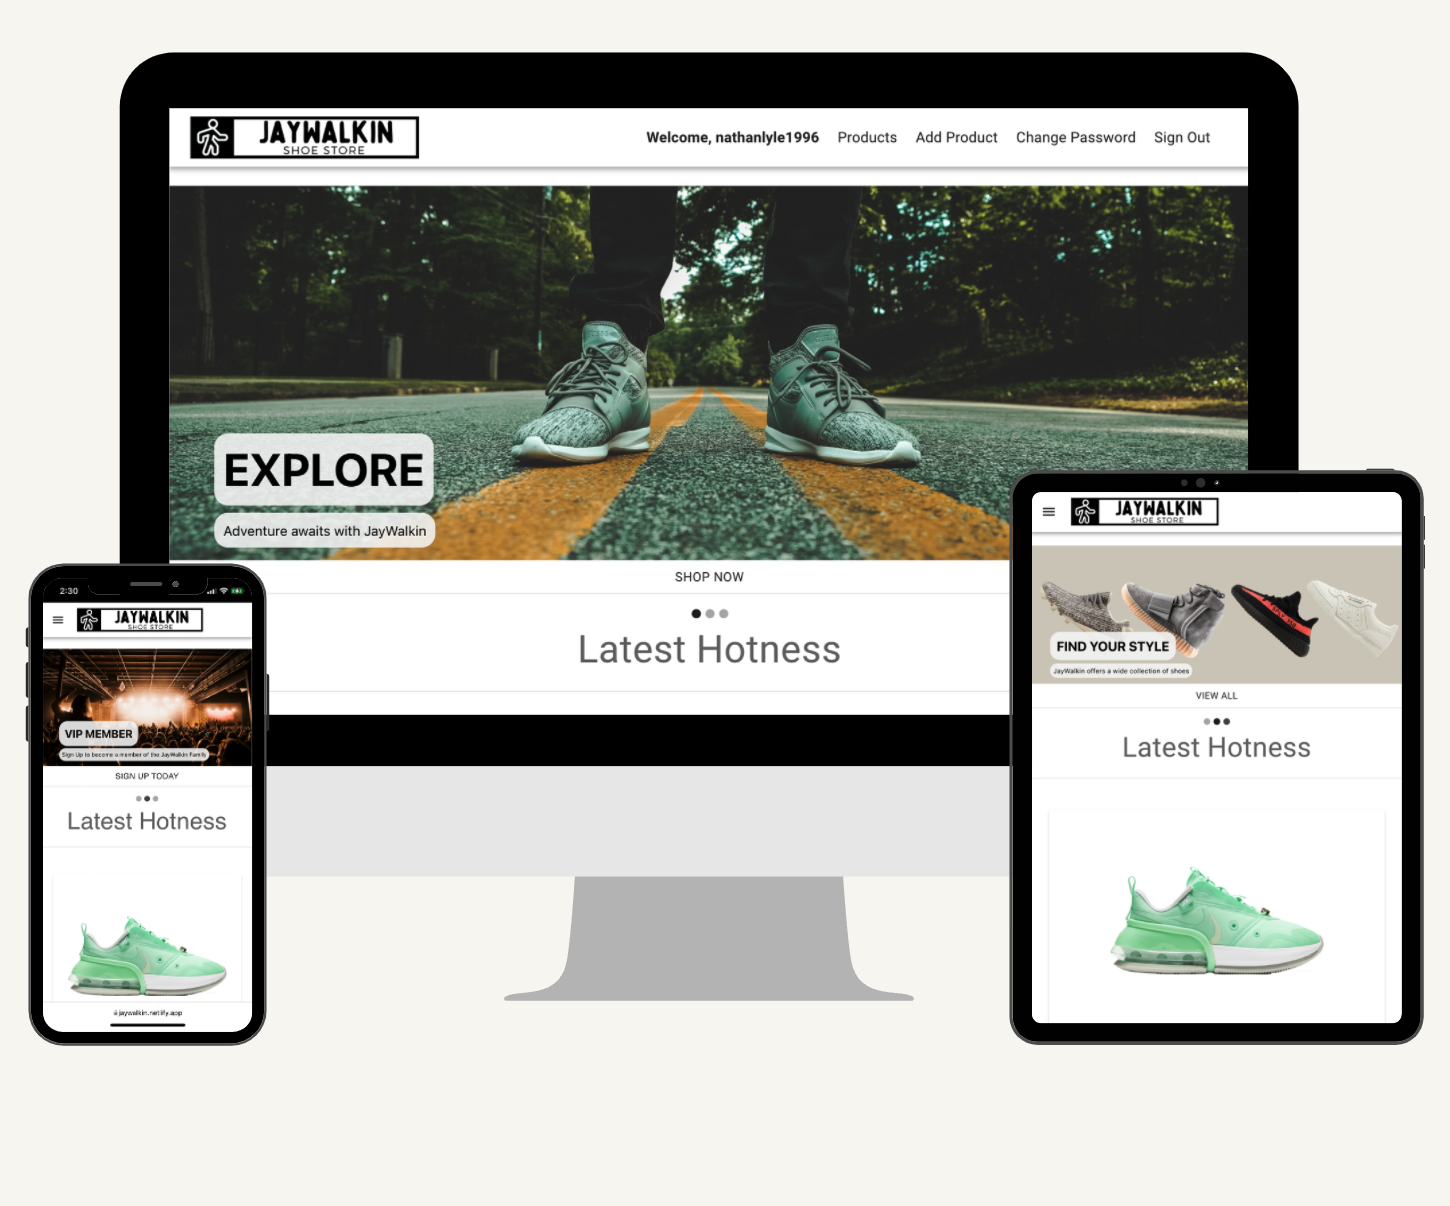 JAYWALKIN
SHOE STORE
Welcome, nathanlyle1996 Products Add Product Change Password Sign Out
EXPLORE
Adventure awaits with JayWalkin
SHOP NOW
Latest Hotness
2:30
JAYWALKIN
SHOE STORE
VIP MEMBER
Sign Up to become a member of the JayWalkin Family
SIGN UP TODAY
Latest Hotness
jaywalkin.netlify.app
JAYWALKIN
SHOE STORE
FIND YOUR STYLE
JayWalkin offers a wide collection of shoes
VIEW ALL
Latest Hotness